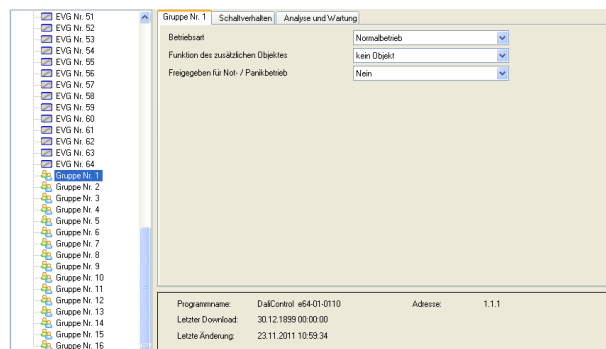 EVG Nr. 51
EVG Nr. 52
EVG Nr. 53
EVG Nr. 54
EVG Nr. 55
EVG Nr. 56
EVG Nr. 57
EVG Nr. 58
EVG Nr. 59
EVG Nr. 60
EVG Nr. 61
EVG Nr. 62
EVG Nr. 63
EVG Nr. 64
Gruppe Nr. 1
Gruppe Nr. 2
Gruppe Nr. 3
Gruppe Nr. 4
Gruppe Nr. 5
Gruppe Nr. 6
Gruppe Nr. 7
Gruppe Nr. 8
Gruppe Nr. 9
Gruppe Nr. 10
Gruppe Nr. 11
Gruppe Nr. 12
Gruppe Nr. 13
Gruppe Nr. 14
Gruppe Nr. 15
Gruppe Nr. 16
Gruppe Nr. 1 Schaltverhalten Analyse und Wartung
Betriebsart Normalbetrieb
Funktion des zusätzlichen Objektes kein Objekt
Freigegeben für Not- / Panikbetrieb Nein
Programmname: DaliControl e64-01-0110 Adresse: 1.1.1
Letzter Download: 30.12.1899 00:00:00
Letzte Änderung: 23.11.2011 10:59:34